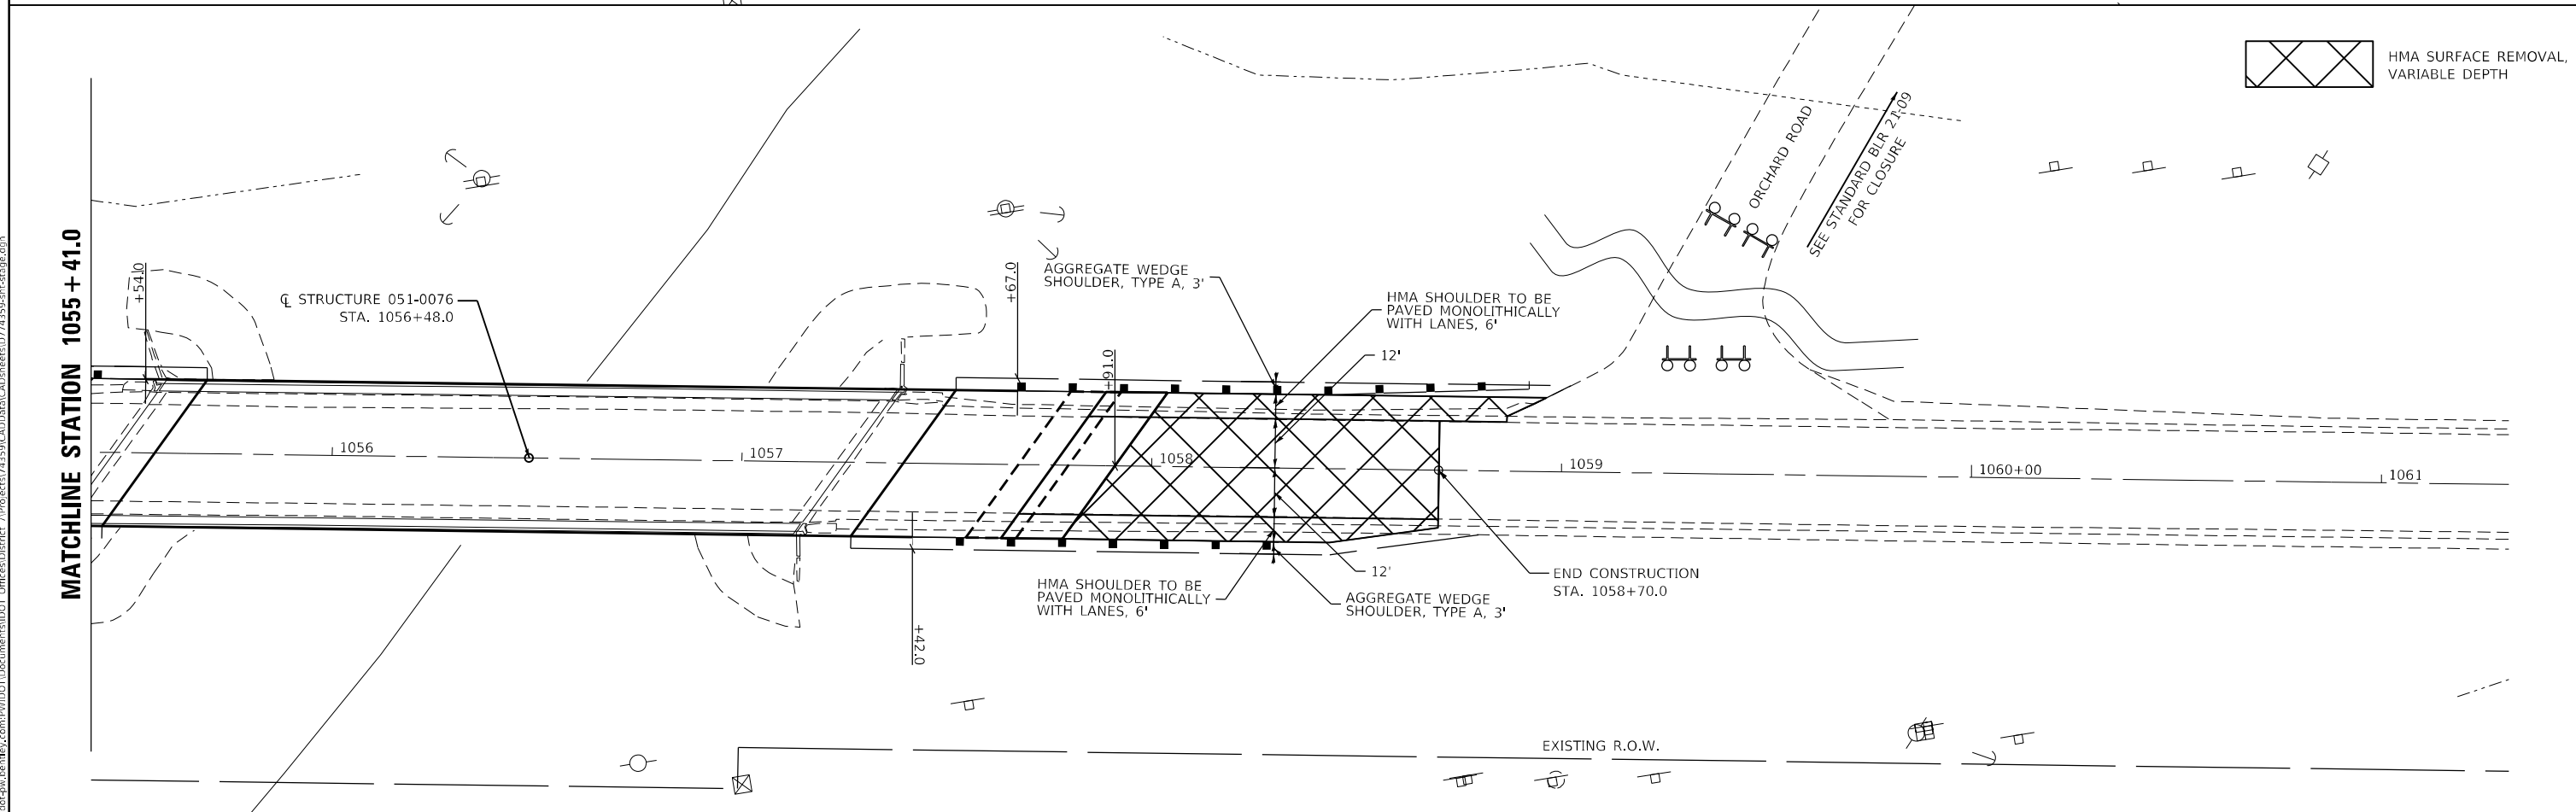 HMA SURFACE REMOVAL,
VARIABLE DEPTH
ORCHARD ROAD
SEE STANDARD BLR 21-09
FOR CLOSURE
MATCHLINE STATION 1055+41.0
+54.0
℄ STRUCTURE 051-0076
STA. 1056+48.0
+67.0
AGGREGATE WEDGE
SHOULDER, TYPE A, 3'
HMA SHOULDER TO BE
PAVED MONOLITHICALLY
WITH LANES, 6'
12'
+91.0
1056
1057
1058
1059
1060+00
1061
+42.0
HMA SHOULDER TO BE
PAVED MONOLITHICALLY
WITH LANES, 6'
12'
AGGREGATE WEDGE
SHOULDER, TYPE A, 3'
END CONSTRUCTION
STA. 1058+70.0
EXISTING R.O.W.